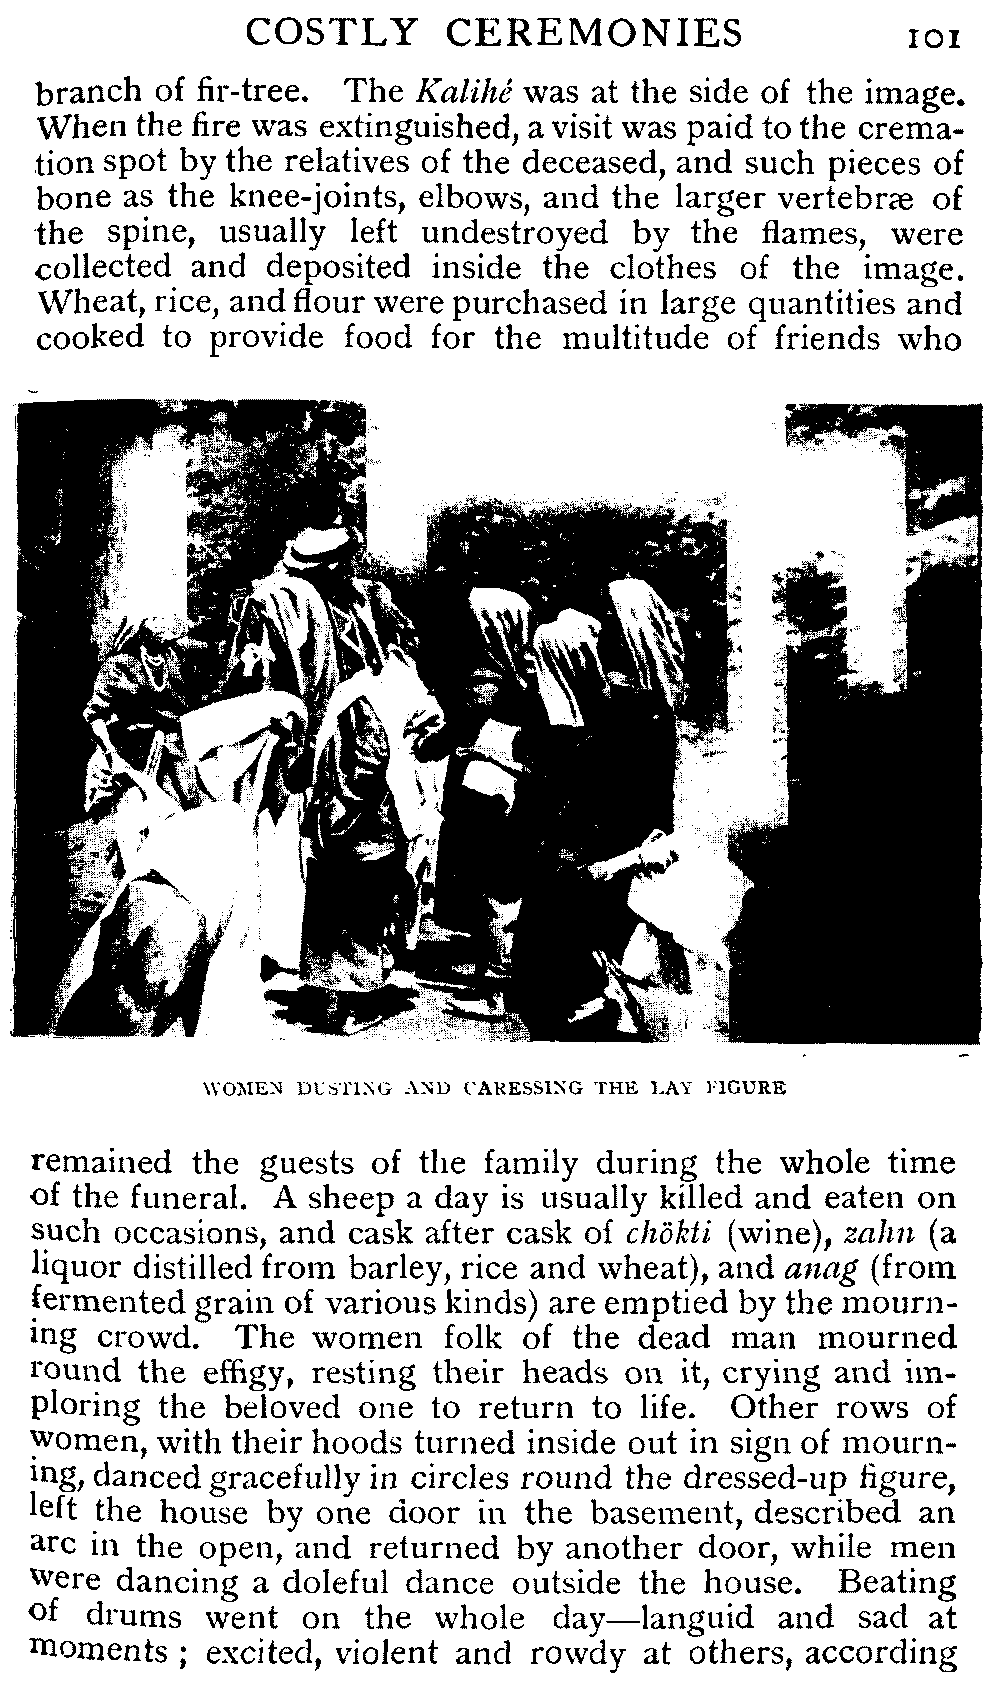 COSTLY CEREMONIES 101
branch of fir-tree. The Kalihé was at the side of the image.
When the fire was extinguished, a visit was paid to the crema-
tion spot by the relatives of the deceased, and such pieces of
bone as the knee-joints, elbows, and the larger vertebræ of
the spine, usually left undestroyed by the flames, were
collected and deposited inside the clothes of the image.
Wheat, rice, and flour were purchased in large quantities and
cooked to provide food for the multitude of friends who
WOMEN DUSTING AND CARESSING THE LAY FIGURE
remained the guests of the family during the whole time
of the funeral. A sheep a day is usually killed and eaten on
such occasions, and cask after cask of chökti (wine), zahn (a
liquor distilled from barley, rice and wheat), and anag (from
fermented grain of various kinds) are emptied by the mourn-
ing crowd. The women folk of the dead man mourned
round the effigy, resting their heads on it, crying and im-
ploring the beloved one to return to life. Other rows of
women, with their hoods turned inside out in sign of mourn-
ing, danced gracefully in circles round the dressed-up figure,
left the house by one door in the basement, described an
arc in the open, and returned by another door, while men
were dancing a doleful dance outside the house. Beating
of drums went on the whole day—languid and sad at
moments ; excited, violent and rowdy at others, according